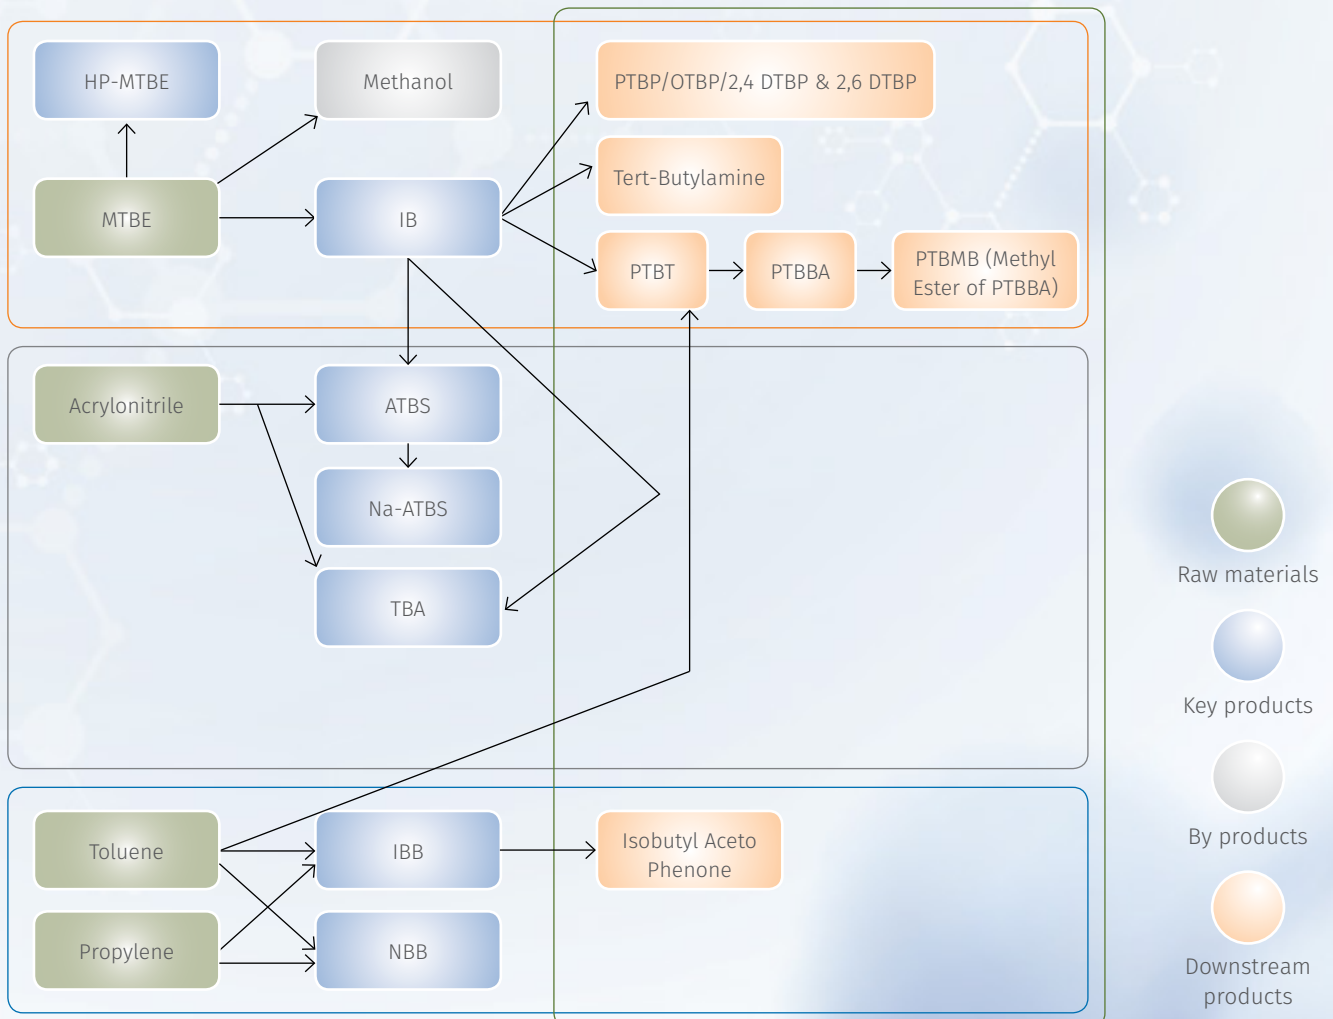 HP-MTBE
Methanol
PTBP/OTBP/2,4 DTBP & 2,6 DTBP
MTBE
IB
Tert-Butylamine
PTBT
PTBBA
PTBMB (Methyl
Ester of PTBBA)
Acrylonitrile
ATBS
Na-ATBS
TBA
Toluene
IBB
Isobutyl Aceto
Phenone
Propylene
NBB
Raw materials
Key products
By products
Downstream
products